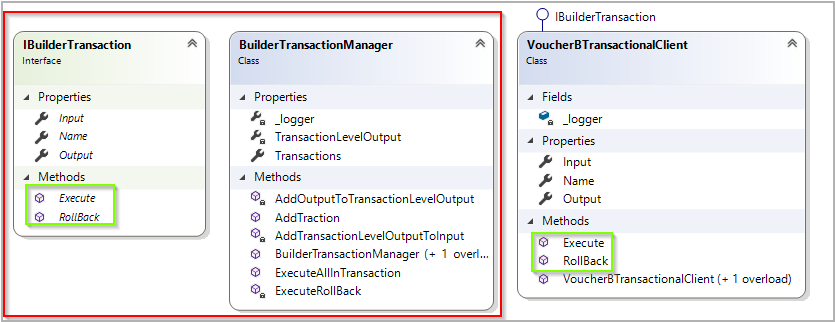 IBuilderTransaction
IBuilderTransaction
Interface
Properties
Input
Name
Output
Methods
Execute
RollBack
BuilderTransactionManager
Class
Properties
_logger
TransactionLevelOutput
Transactions
Methods
AddOutputToTransactionLevelOutput
AddTraction
AddTransactionLevelOutputToInput
BuilderTransactionManager (+ 1 overl...
ExecuteAllInTransaction
ExecuteRollBack
VoucherBTransactionalClient
Class
Fields
_logger
Properties
Input
Name
Output
Methods
Execute
RollBack
VoucherBTransactionalClient (+ 1 overload)